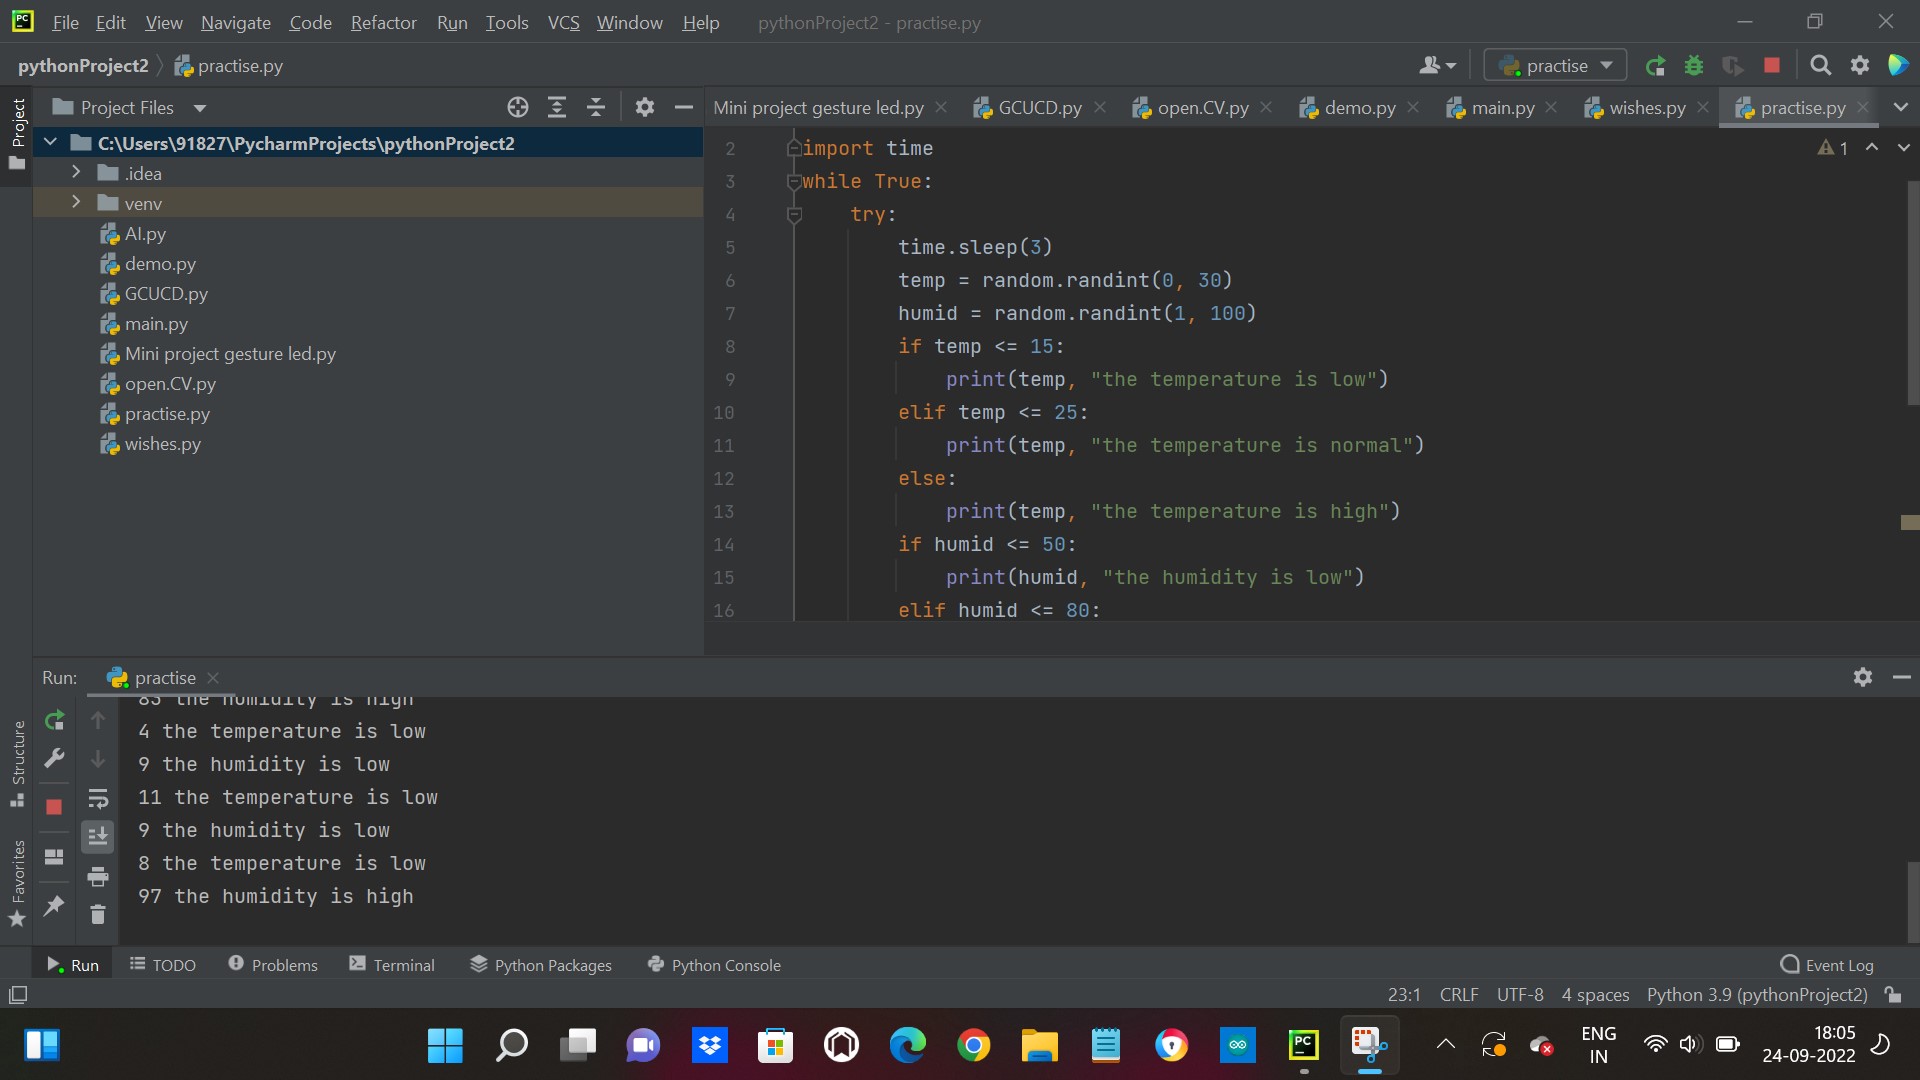 PC File Edit View Navigate Code Refactor Run Tools VCS Window Help pythonProject2 - practise.py
pythonProject2 practise.py practise
Project
Project Files
Mini project gesture led.py GCUCD.py open.CV.py demo.py main.py wishes.py practise.py
C:\Users\91827\PycharmProjects\pythonProject2
.idea
venv
AI.py
demo.py
GCUCD.py
main.py
Mini project gesture led.py
open.CV.py
practise.py
wishes.py
1
2 import time
3 while True:
4 try:
5 time.sleep(3)
6 temp = random.randint(0, 30)
7 humid = random.randint(1, 100)
8 if temp <= 15:
9 print(temp, "the temperature is low")
10 elif temp <= 25:
11 print(temp, "the temperature is normal")
12 else:
13 print(temp, "the temperature is high")
14 if humid <= 50:
15 print(humid, "the humidity is low")
16 elif humid <= 80:
Run: practise
Structure
Favorites
the humidity is high
4 the temperature is low
9 the humidity is low
11 the temperature is low
9 the humidity is low
8 the temperature is low
97 the humidity is high
Run TODO Problems Terminal Python Packages Python Console Event Log
23:1 CRLF UTF-8 4 spaces Python 3.9 (pythonProject2)
PC
ENG
IN
18:05
24-09-2022